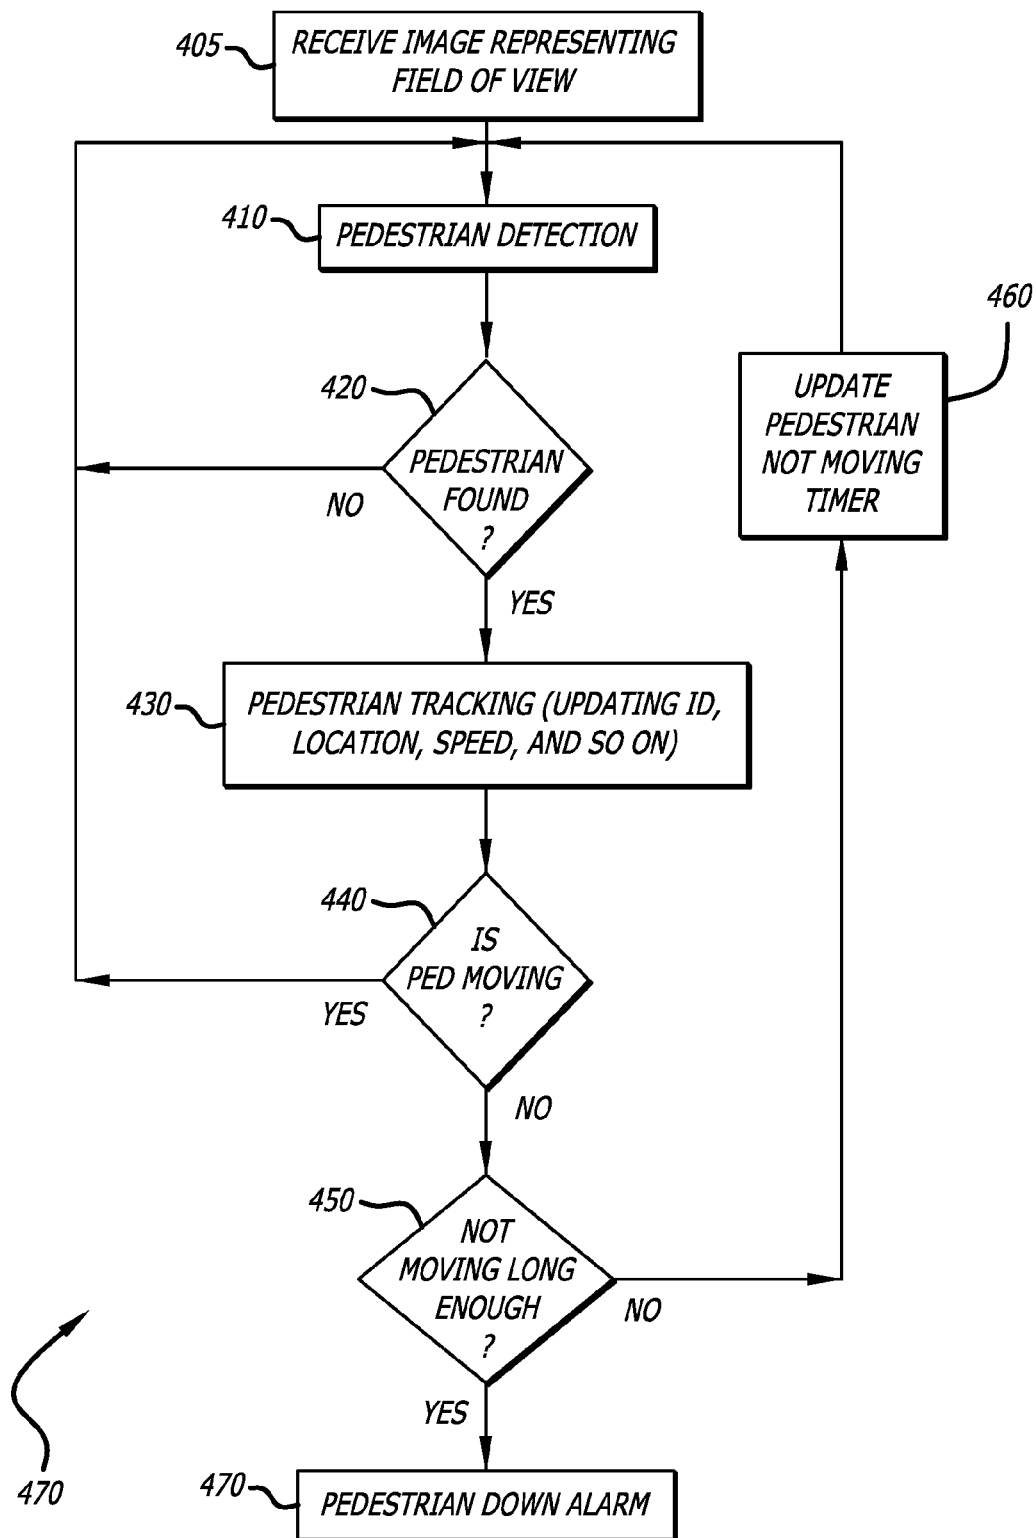 405
RECEIVE IMAGE REPRESENTING
FIELD OF VIEW
410
PEDESTRIAN DETECTION
420
PEDESTRIAN
FOUND
?
NO
YES
460
UPDATE
PEDESTRIAN
NOT MOVING
TIMER
430
PEDESTRIAN TRACKING (UPDATING ID,
LOCATION, SPEED, AND SO ON)
440
IS
PED MOVING
?
YES
NO
450
NOT
MOVING LONG
ENOUGH
?
NO
YES
470
470
PEDESTRIAN DOWN ALARM